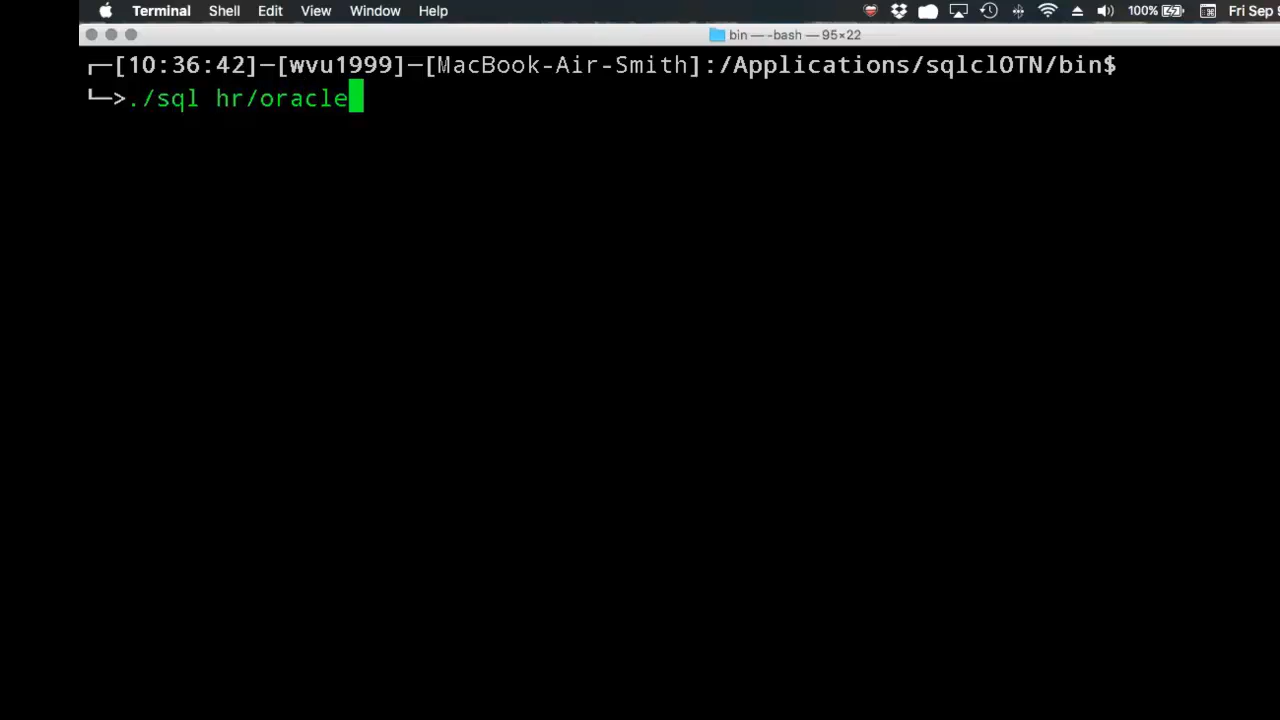 Terminal Shell Edit View Window Help 100% Fri Sep
bin — -bash — 95×22
┌─[10:36:42]─[wvu1999]─[MacBook-Air-Smith]:/Applications/sqlclOTN/bin$
└─>./sql hr/oracle